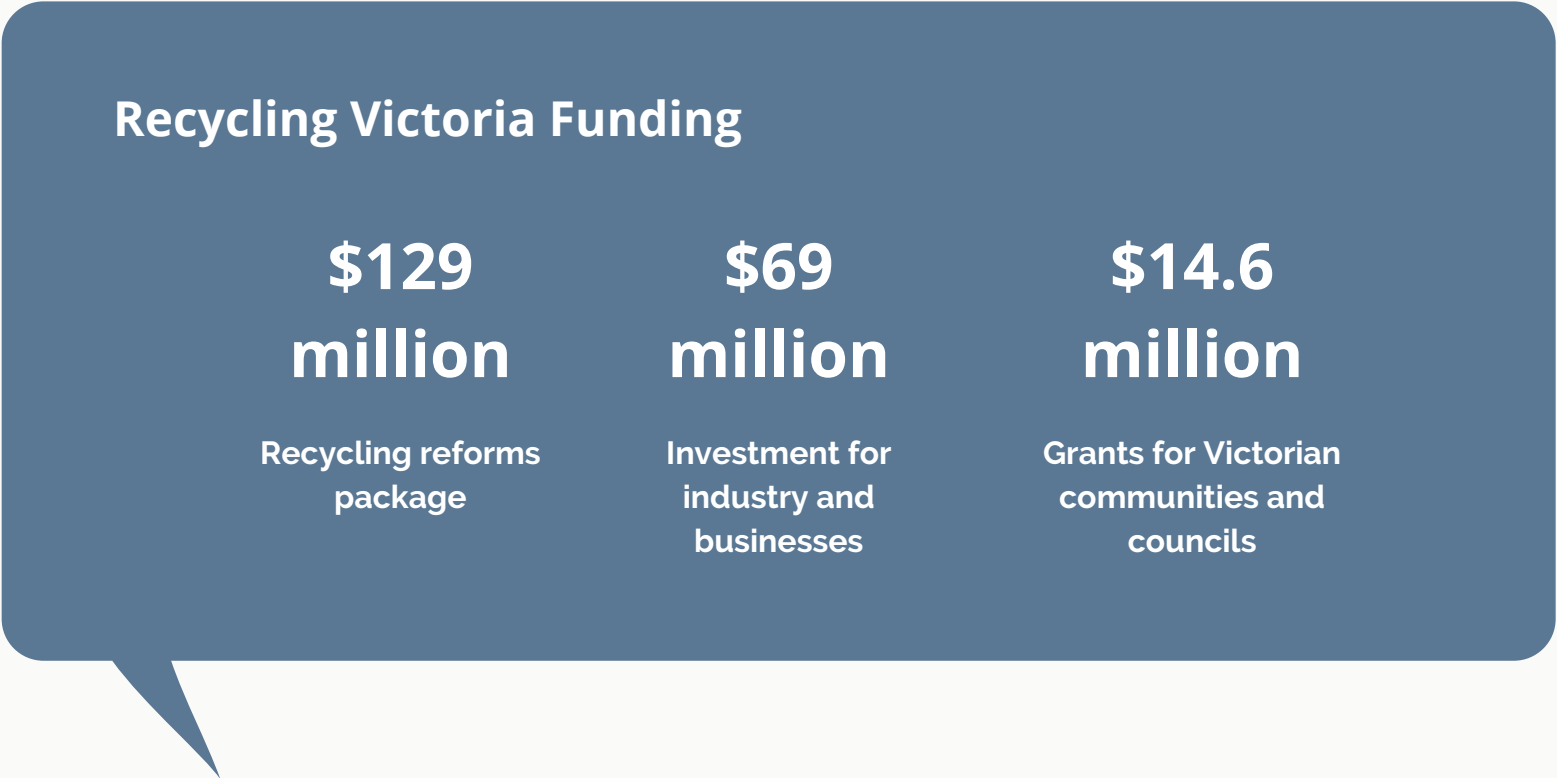 Recycling Victoria Funding
$129
million
Recycling reforms
package
$69
million
Investment for
industry and
businesses
$14.6
million
Grants for Victorian
communities and
councils